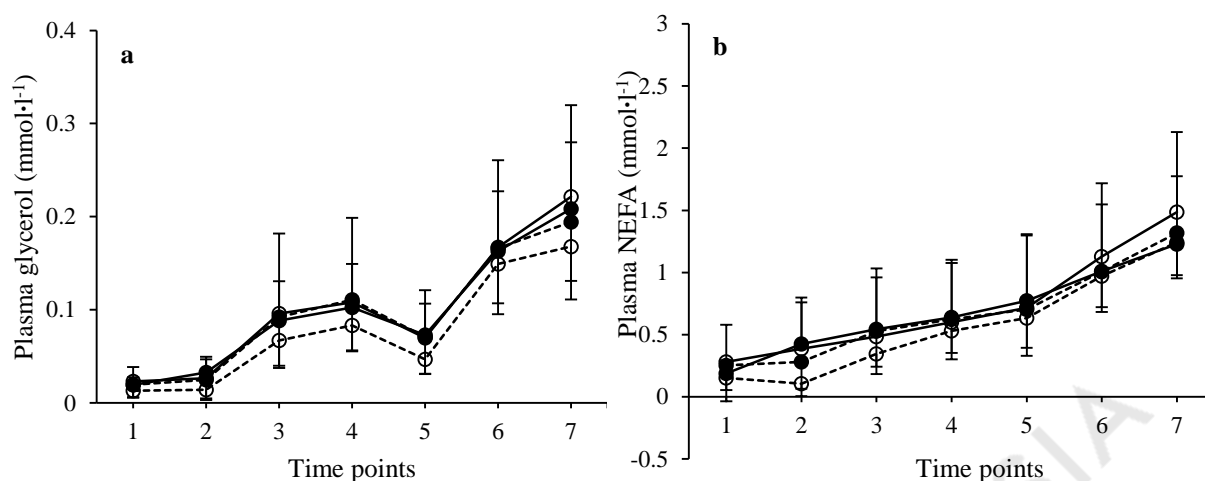 a
Plasma glycerol (mmol·l⁻¹)
0.4
0.3
0.2
0.1
0
1 2 3 4 5 6 7
Time points
b
Plasma NEFA (mmol·l⁻¹)
3
2.5
2
1.5
1
0.5
0
-0.5
1 2 3 4 5 6 7
Time points
SIA